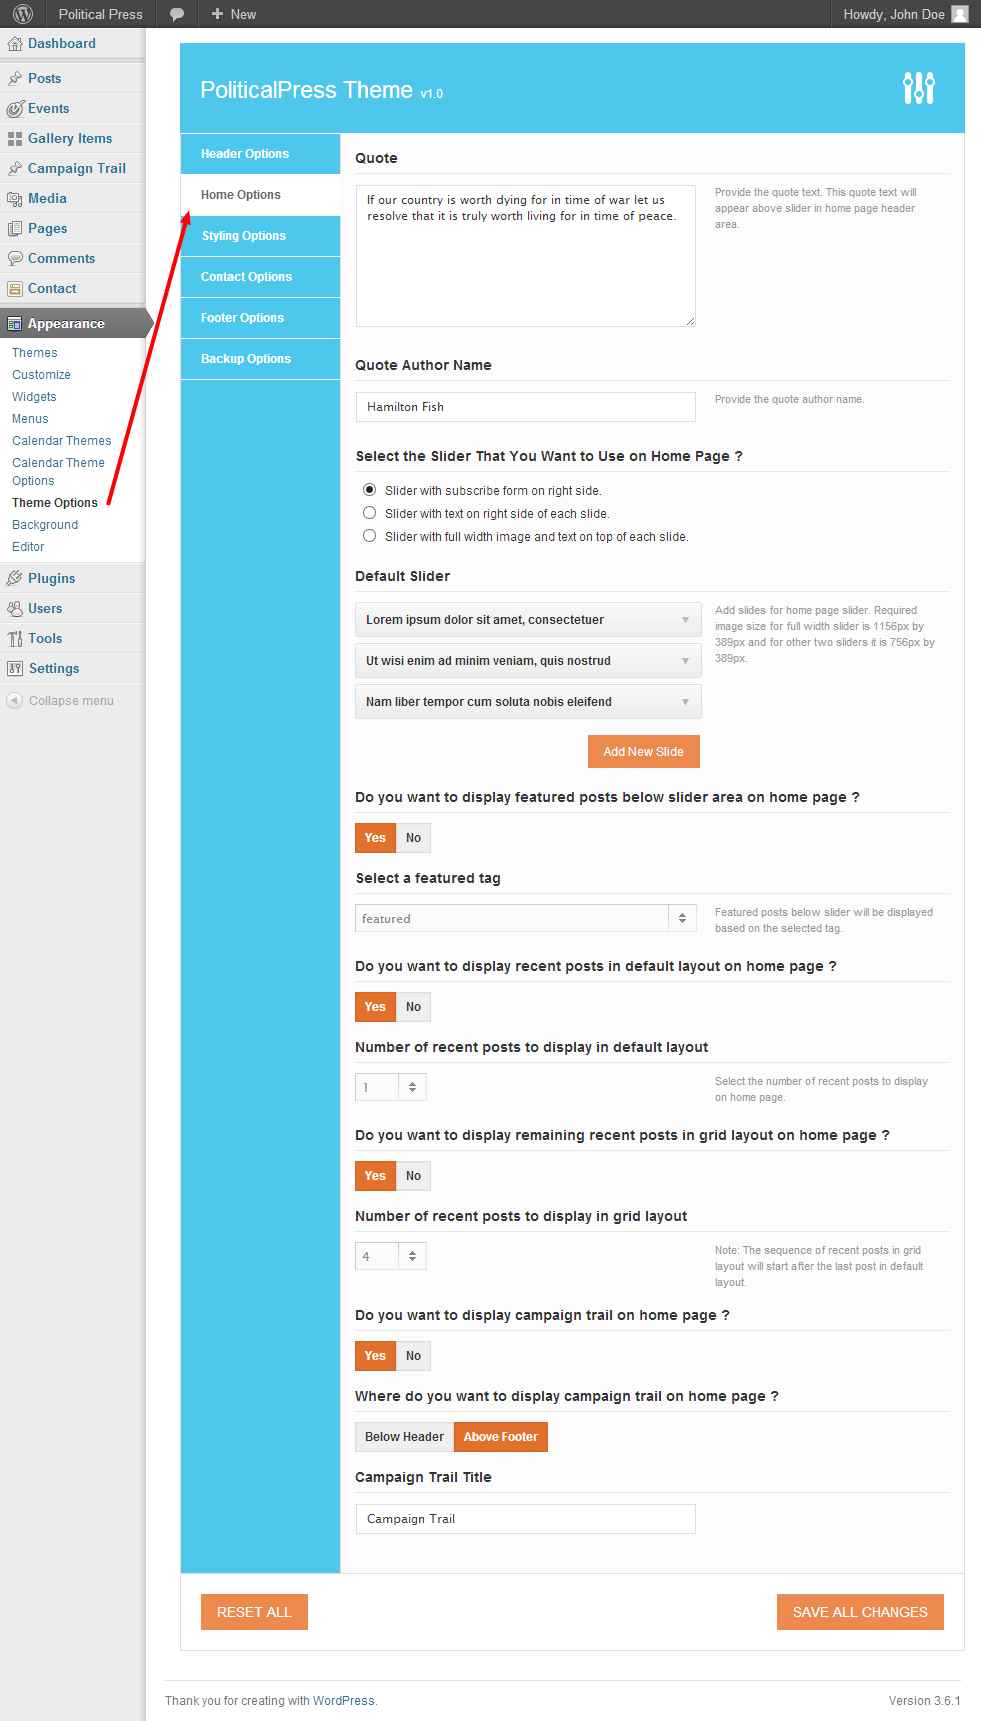 Political Press
New
Howdy, John Doe
Dashboard
Posts
Events
Gallery Items
Campaign Trail
Media
Pages
Comments
Contact
Appearance
Themes
Customize
Widgets
Menus
Calendar Themes
Calendar Theme
Options
Theme Options
Background
Editor
Plugins
Users
Tools
Settings
Collapse menu
PoliticalPress Theme v1.0
Header Options
Home Options
Styling Options
Contact Options
Footer Options
Backup Options
Quote
If our country is worth dying for in time of war let us
resolve that it is truly worth living for in time of peace.
Provide the quote text. This quote text will
appear above slider in home page header
area.
Quote Author Name
Hamilton Fish
Provide the quote author name.
Select the Slider That You Want to Use on Home Page ?
Slider with subscribe form on right side.
Slider with text on right side of each slide.
Slider with full width image and text on top of each slide.
Default Slider
Lorem ipsum dolor sit amet, consectetuer
Ut wisi enim ad minim veniam, quis nostrud
Nam liber tempor cum soluta nobis eleifend
Add slides for home page slider. Required
image size for full width slider is 1156px by
389px and for other two sliders it is 756px by
389px.
Add New Slide
Do you want to display featured posts below slider area on home page ?
Yes No
Select a featured tag
featured
Featured posts below slider will be displayed
based on the selected tag.
Do you want to display recent posts in default layout on home page ?
Yes No
Number of recent posts to display in default layout
1
Select the number of recent posts to display
on home page.
Do you want to display remaining recent posts in grid layout on home page ?
Yes No
Number of recent posts to display in grid layout
4
Note: The sequence of recent posts in grid
layout will start after the last post in default
layout.
Do you want to display campaign trail on home page ?
Yes No
Where do you want to display campaign trail on home page ?
Below Header Above Footer
Campaign Trail Title
Campaign Trail
RESET ALL
SAVE ALL CHANGES
Thank you for creating with WordPress.
Version 3.6.1